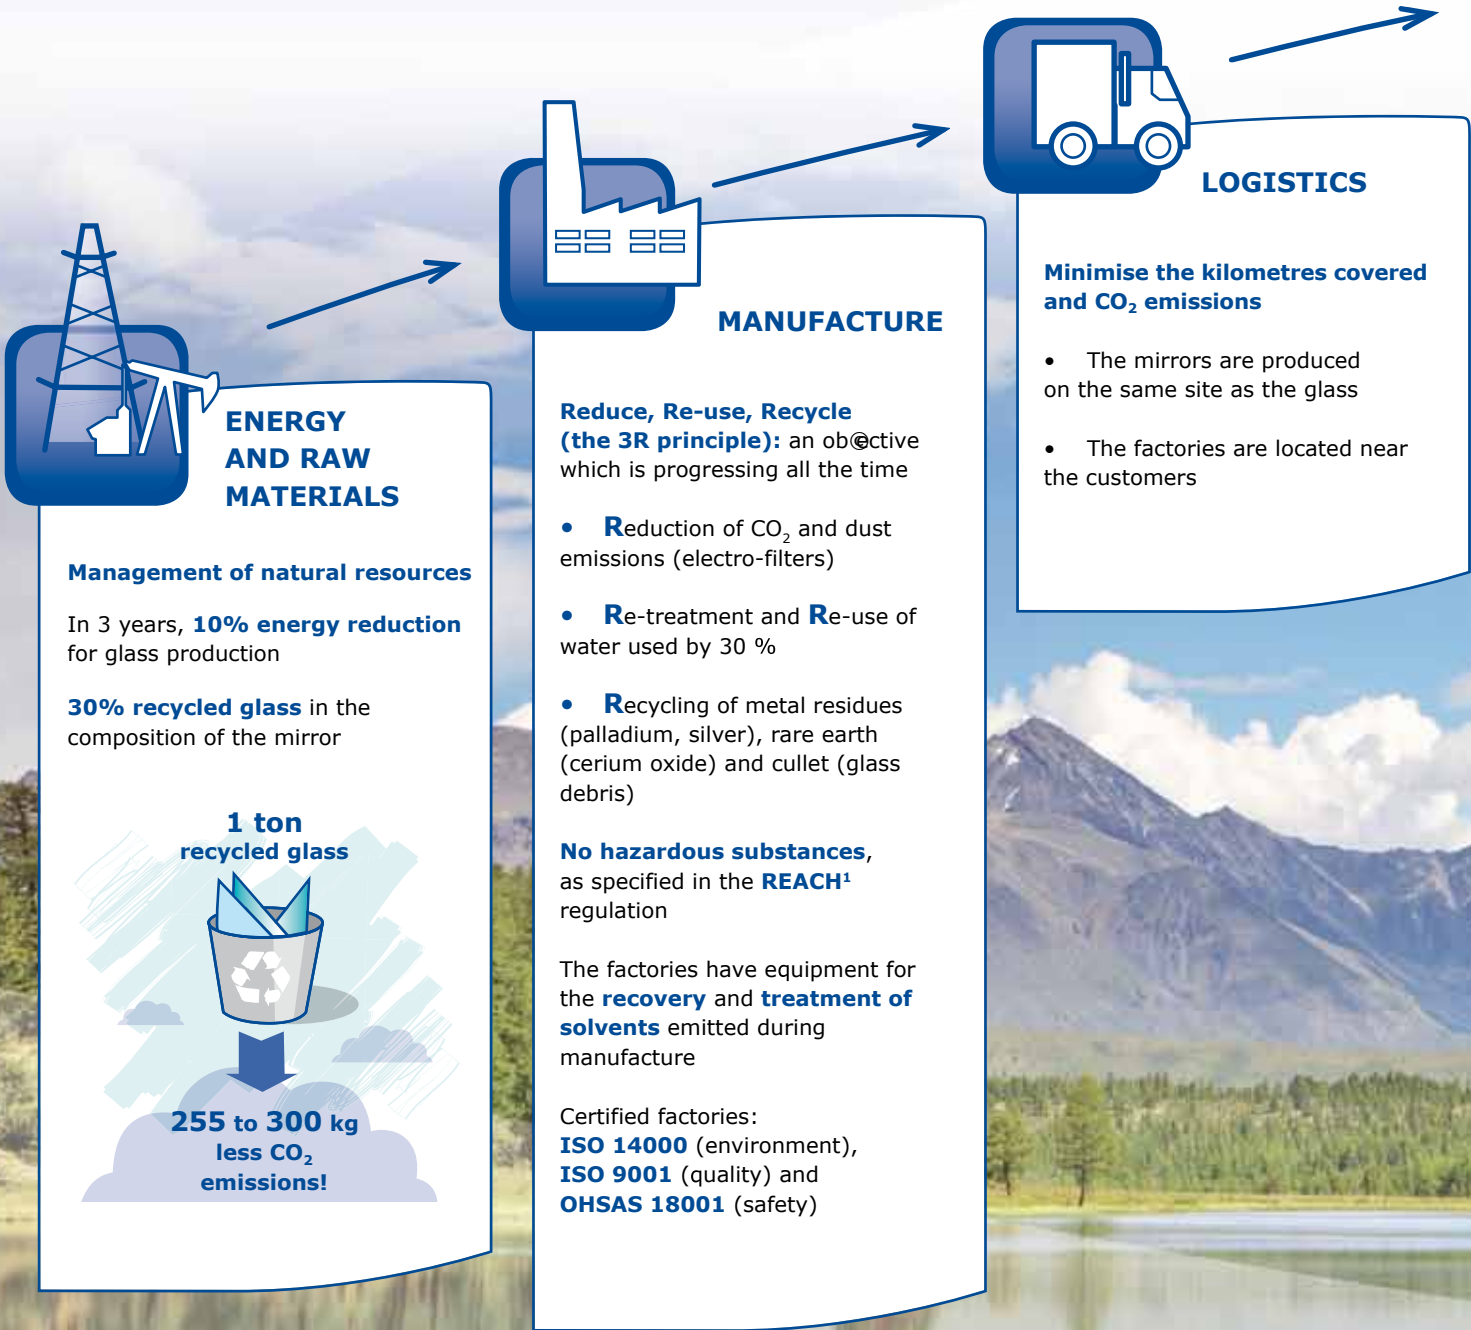 ENERGY
AND RAW
MATERIALS
Management of natural resources
In 3 years, 10% energy reduction
for glass production
30% recycled glass in the
composition of the mirror
1 ton
recycled glass
255 to 300 kg
less CO₂
emissions!
MANUFACTURE
Reduce, Re-use, Recycle
(the 3R principle): an ob©ective
which is progressing all the time
• Reduction of CO₂ and dust
emissions (electro-filters)
• Re-treatment and Re-use of
water used by 30 %
• Recycling of metal residues
(palladium, silver), rare earth
(cerium oxide) and cullet (glass
debris)
No hazardous substances,
as specified in the REACH¹
regulation
The factories have equipment for
the recovery and treatment of
solvents emitted during
manufacture
Certified factories:
ISO 14000 (environment),
ISO 9001 (quality) and
OHSAS 18001 (safety)
LOGISTICS
Minimise the kilometres covered
and CO₂ emissions
• The mirrors are produced
on the same site as the glass
• The factories are located near
the customers